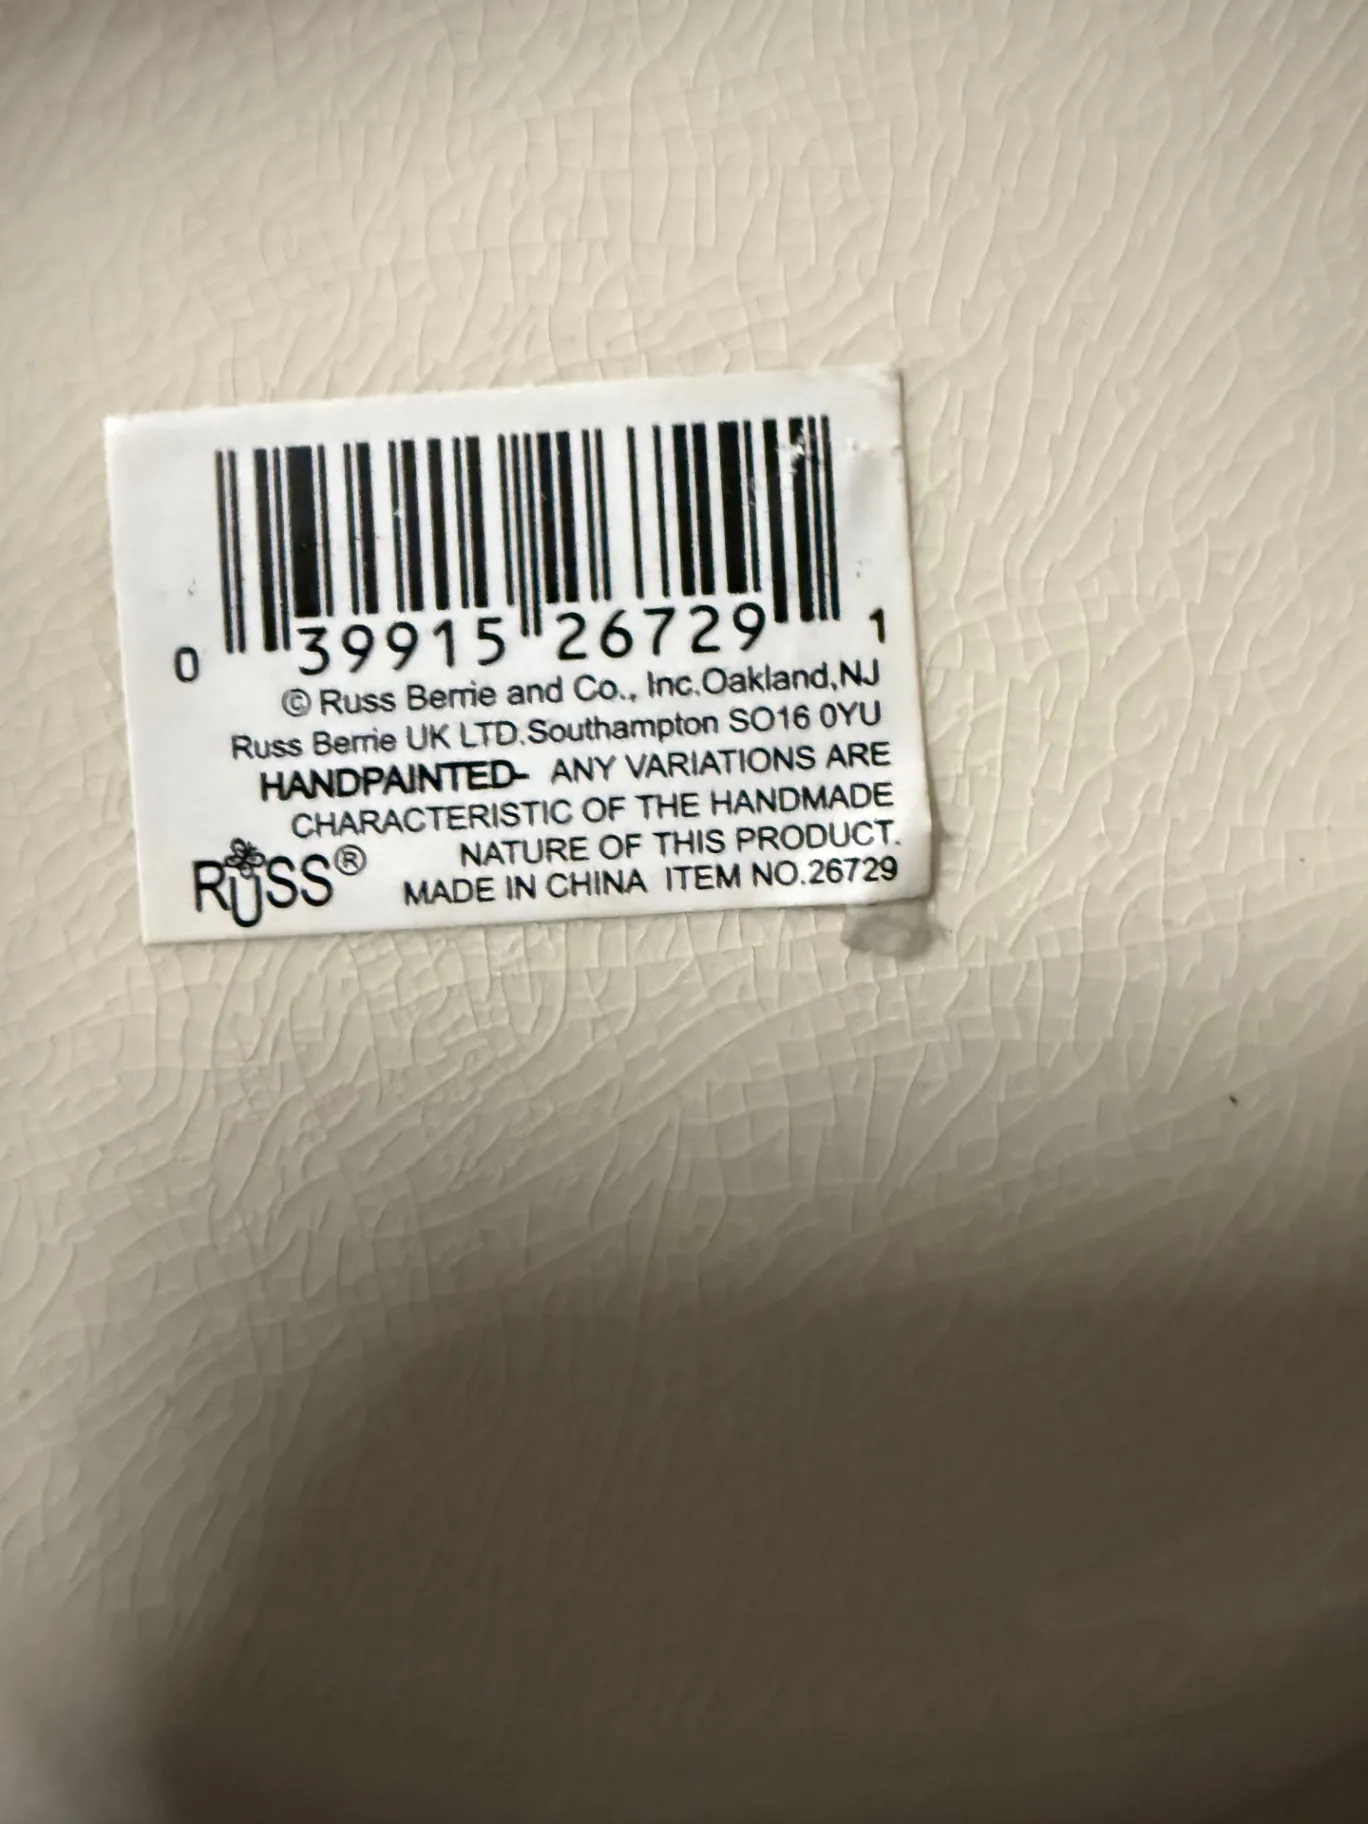 0 39915 26729 1
© Russ Berrie and Co., Inc.Oakland,NJ
Russ Berrie UK LTD.Southampton SO16 0YU
HANDPAINTED- ANY VARIATIONS ARE
CHARACTERISTIC OF THE HANDMADE
NATURE OF THIS PRODUCT.
RUSS® MADE IN CHINA ITEM NO.26729